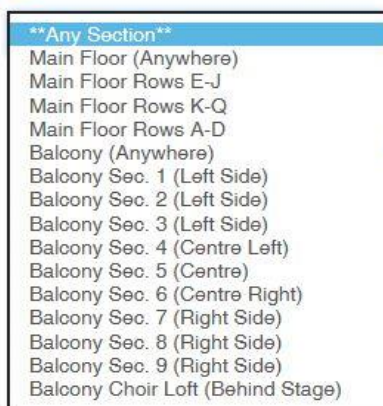 **Any Section**
Main Floor (Anywhere)
Main Floor Rows E-J
Main Floor Rows K-Q
Main Floor Rows A-D
Balcony (Anywhere)
Balcony Sec. 1 (Left Side)
Balcony Sec. 2 (Left Side)
Balcony Sec. 3 (Left Side)
Balcony Sec. 4 (Centre Left)
Balcony Sec. 5 (Centre)
Balcony Sec. 6 (Centre Right)
Balcony Sec. 7 (Right Side)
Balcony Sec. 8 (Right Side)
Balcony Sec. 9 (Right Side)
Balcony Choir Loft (Behind Stage)